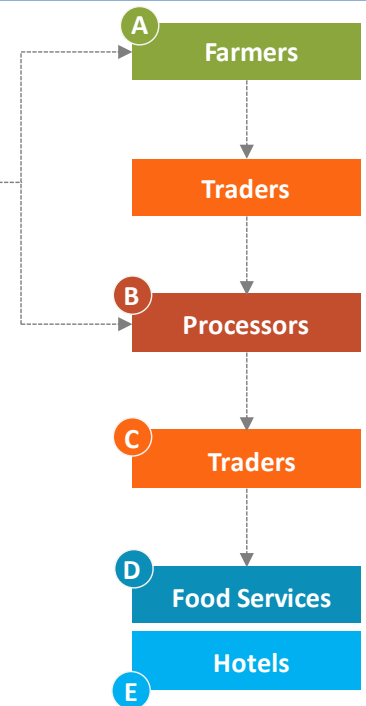 A
Farmers
Traders
B
Processors
C
Traders
D
Food Services
Hotels
E